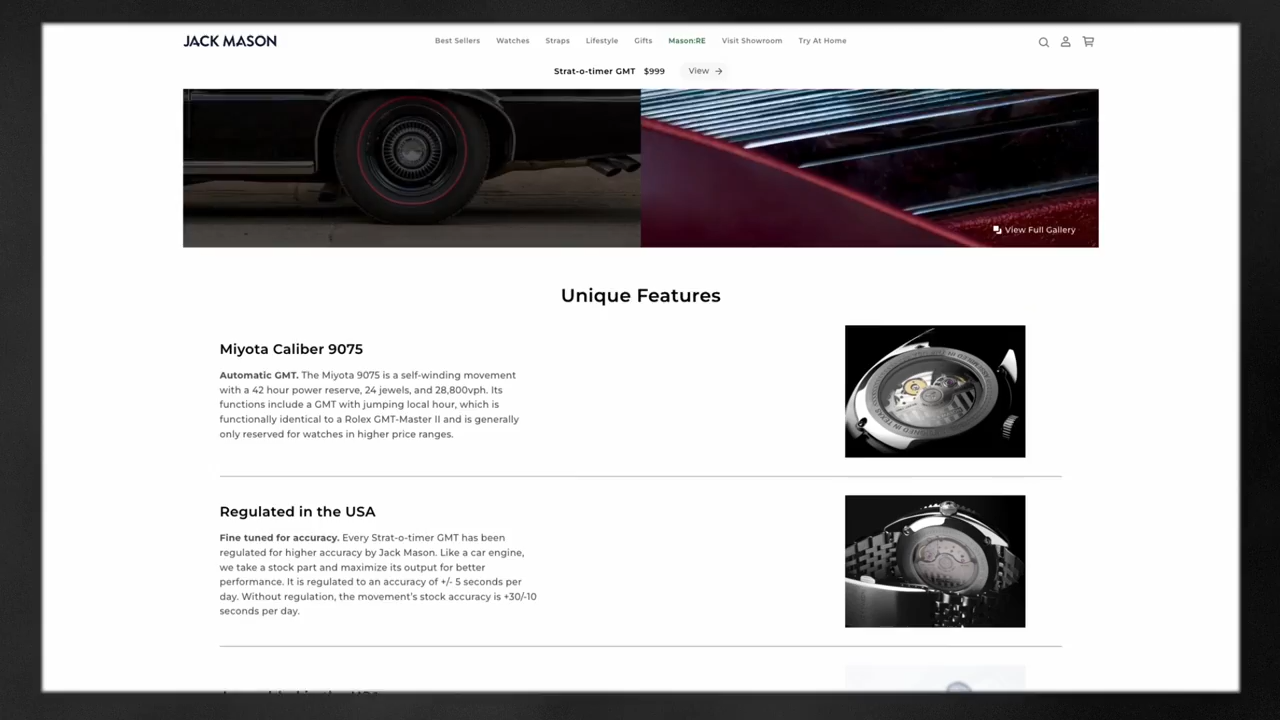 JACK MASON
Best Sellers Watches Straps Lifestyle Gifts Mason:RE Visit Showroom Try At Home
Strat-o-timer GMT $999 View →
View Full Gallery
Unique Features
Miyota Caliber 9075
Automatic GMT. The Miyota 9075 is a self-winding movement
with a 42 hour power reserve, 24 jewels, and 28,800vph. Its
functions include a GMT with jumping local hour, which is
functionally identical to a Rolex GMT-Master II and is generally
only reserved for watches in higher price ranges.
Regulated in the USA
Fine tuned for accuracy. Every Strat-o-timer GMT has been
regulated for higher accuracy by Jack Mason. Like a car engine,
we take a stock part and maximize its output for better
performance. It is regulated to an accuracy of +/- 5 seconds per
day. Without regulation, the movement's stock accuracy is +30/-10
seconds per day.